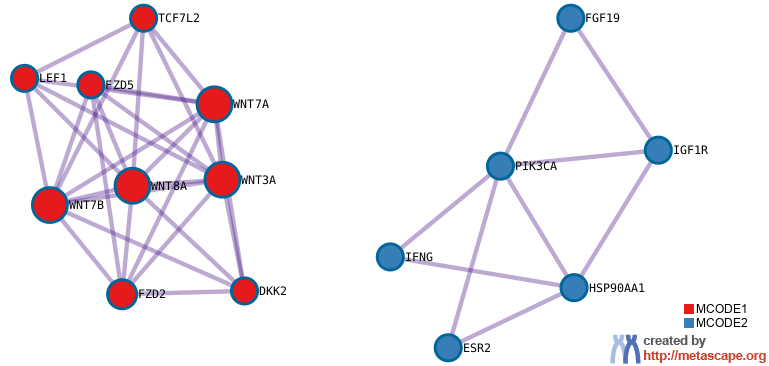 TCF7L2
FGF19
LEF1
FZD5
WNT7A
IGF1R
PIK3CA
WNT8A
WNT3A
WNT7B
IFNG
HSP90AA1
FZD2
DKK2
MCODE1
MCODE2
ESR2
created by
http://metascape.org